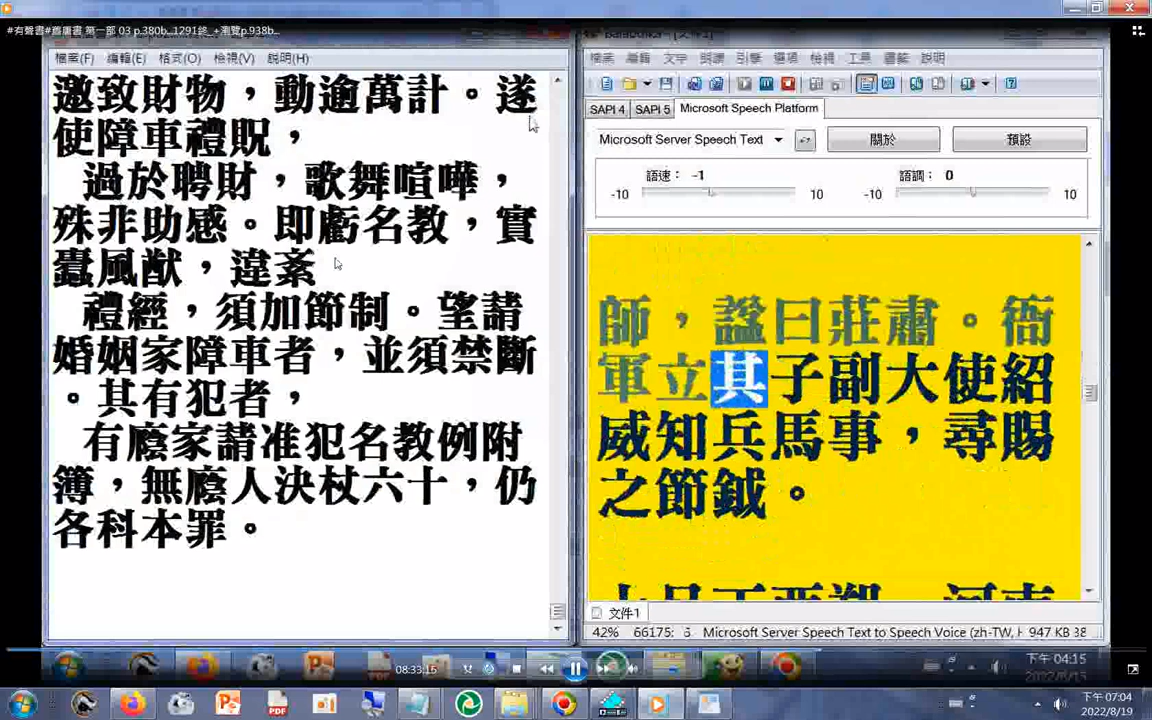 #有聲書#舊唐書 第一部 03 p.380b...1291終_+瀏覽p.938b...
檔案(F) 編輯(E) 格式(O) 檢視(V) 說明(H)
邀致財物，動逾萬計。遂
使障車禮貺，
過於聘財，歌舞喧嘩，
殊非助感。即虧名教，實
蠹風猷，違紊
禮經，須加節制。望請
婚姻家障車者，並須禁斷
。其有犯者，
有廕家請准犯名教例附
簿，無廕人決杖六十，仍
各科本罪。
檔案 編輯 文字 朗讀 引擎 選項 檢視 工具 書籤 說明
SAPI 4 SAPI 5 Microsoft Speech Platform
Microsoft Server Speech Text 關於 預設
語速： -1 語調： 0
-10 10 -10 10
師，諡曰莊肅。衙
軍立其子副大使紹
威知兵馬事，尋賜
之節鉞。
文件1
42% 66175: 6 Microsoft Server Speech Text to Speech Voice (zh-TW, H 947 KB 38
08:33:15
下午 04:15
下午 07:04
2022/8/19